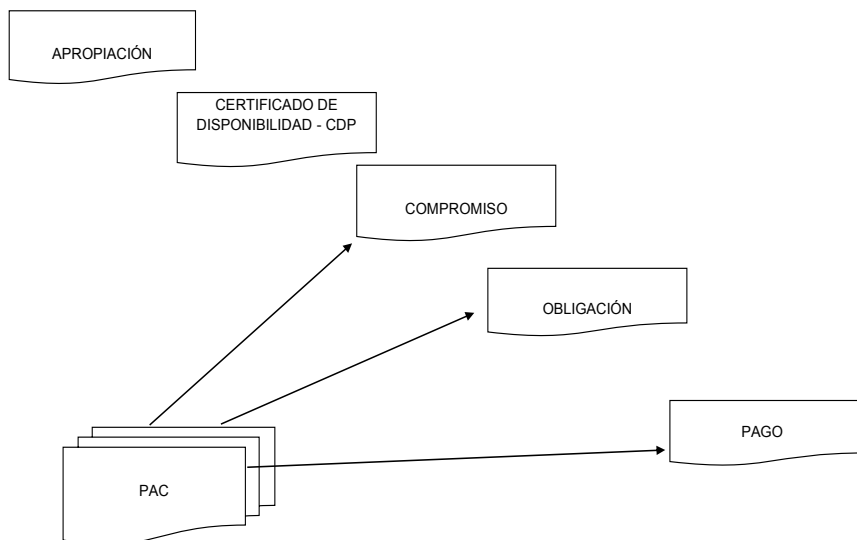 APROPIACIÓN
CERTIFICADO DE
DISPONIBILIDAD - CDP
COMPROMISO
OBLIGACIÓN
PAGO
PAC